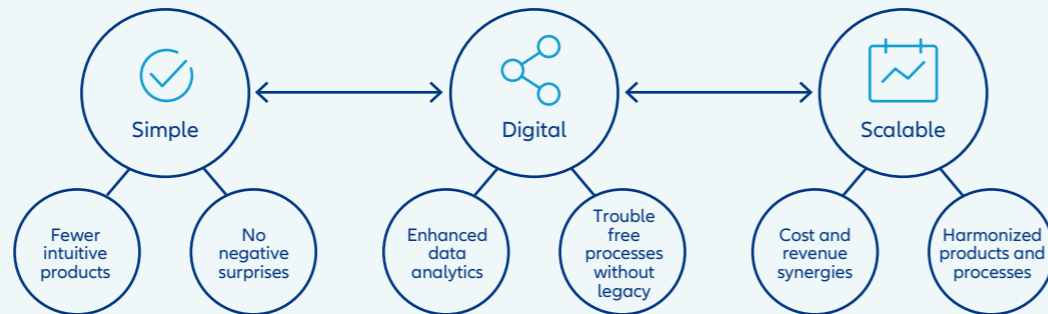 Simple
Digital
Scalable
Fewer
intuitive
products
No
negative
surprises
Enhanced
data
analytics
Trouble
free
processes
without
legacy
Cost and
revenue
synergies
Harmonized
products and
processes